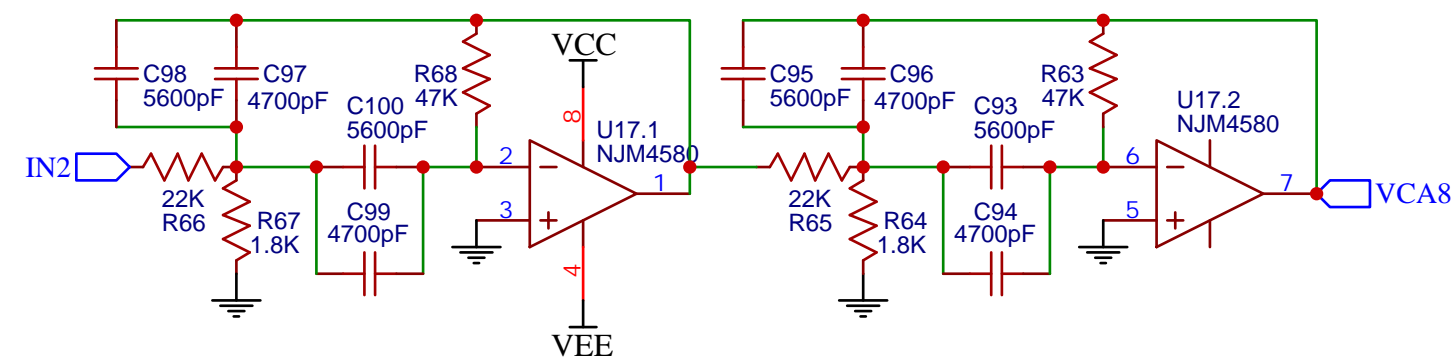 C98
5600pF
C97
4700pF
R68
47K
VCC
C100
5600pF
8
U17.1
NJM4580
IN2
22K
R66
R67
1.8K
C99
4700pF
2
3
1
4
VEE
C95
5600pF
C96
4700pF
R63
47K
C93
5600pF
U17.2
NJM4580
22K
R65
R64
1.8K
C94
4700pF
6
5
7
VCA8